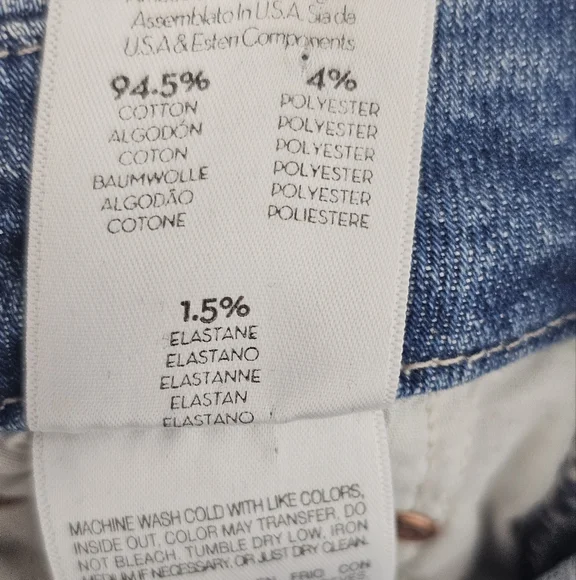 Assemblato In U.S.A. Sia da
U.S.A & Esteri Components
94.5%
COTTON
ALGODÓN
COTON
BAUMWOLLE
ALGODÃO
COTONE
4%
POLYESTER
POLYESTER
POLYESTER
POLYESTER
POLYESTER
POLIESTERE
1.5%
ELASTANE
ELASTANO
ELASTANNE
ELASTAN
ELASTANO
MACHINE WASH COLD WITH LIKE COLORS,
INSIDE OUT, COLOR MAY TRANSFER, DO
NOT BLEACH. TUMBLE DRY LOW, IRON
MEDIUM IF NECESSARY, OR JUST DRY CLEAN.
FRIO CON